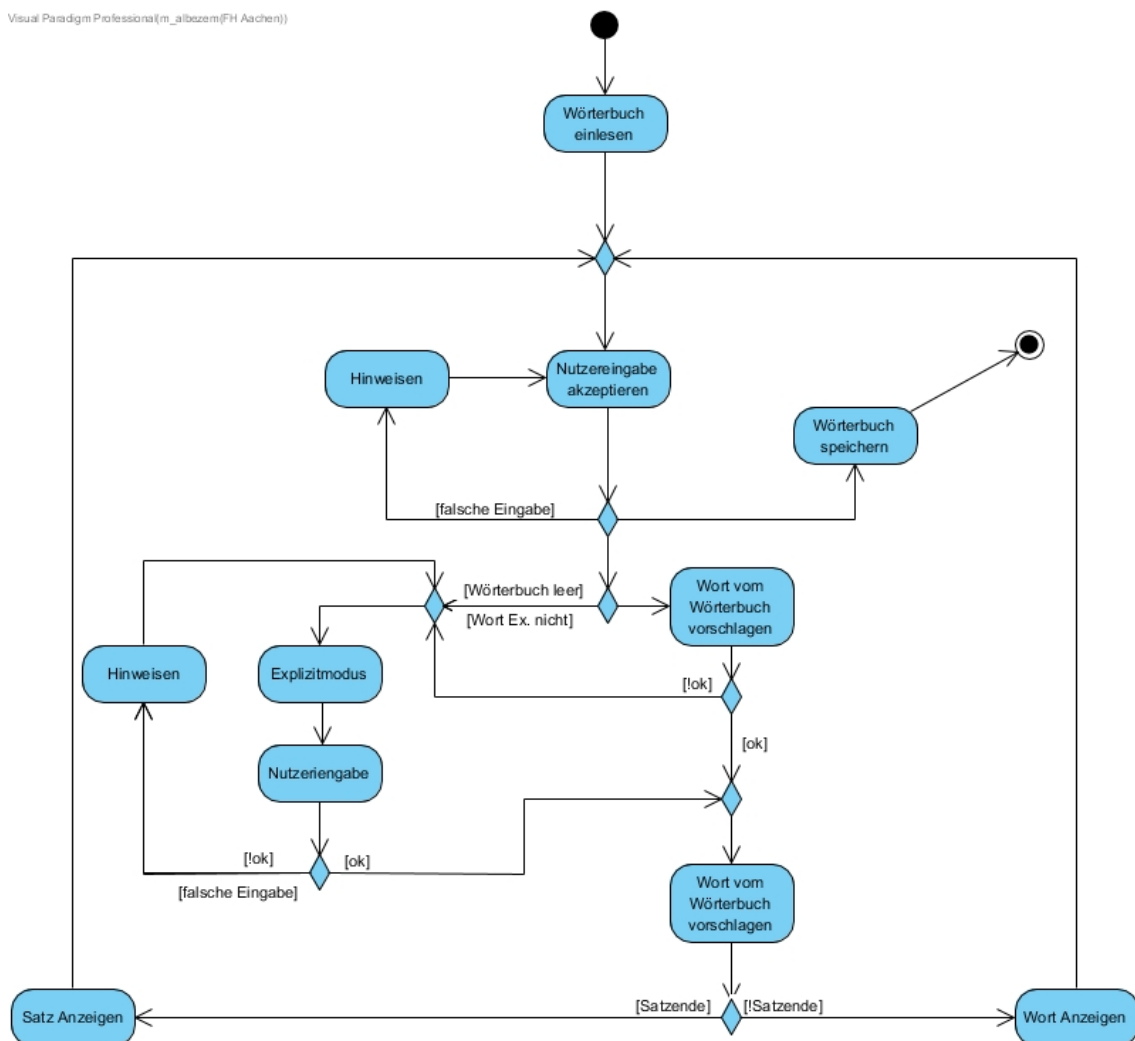 Visual Paradigm Professional(m_albezem(FH Aachen))
Wörterbuch
einlesen
Hinweisen
Nutzereingabe
akzeptieren
Wörterbuch
speichern
[falsche Eingabe]
[Wörterbuch leer]
[Wort Ex. nicht]
Wort vom
Wörterbuch
vorschlagen
Hinweisen
Explizitmodus
[!ok]
[ok]
Nutzeriengabe
[!ok]
[ok]
[falsche Eingabe]
Wort vom
Wörterbuch
vorschlagen
[Satzende]
[!Satzende]
Satz Anzeigen
Wort Anzeigen